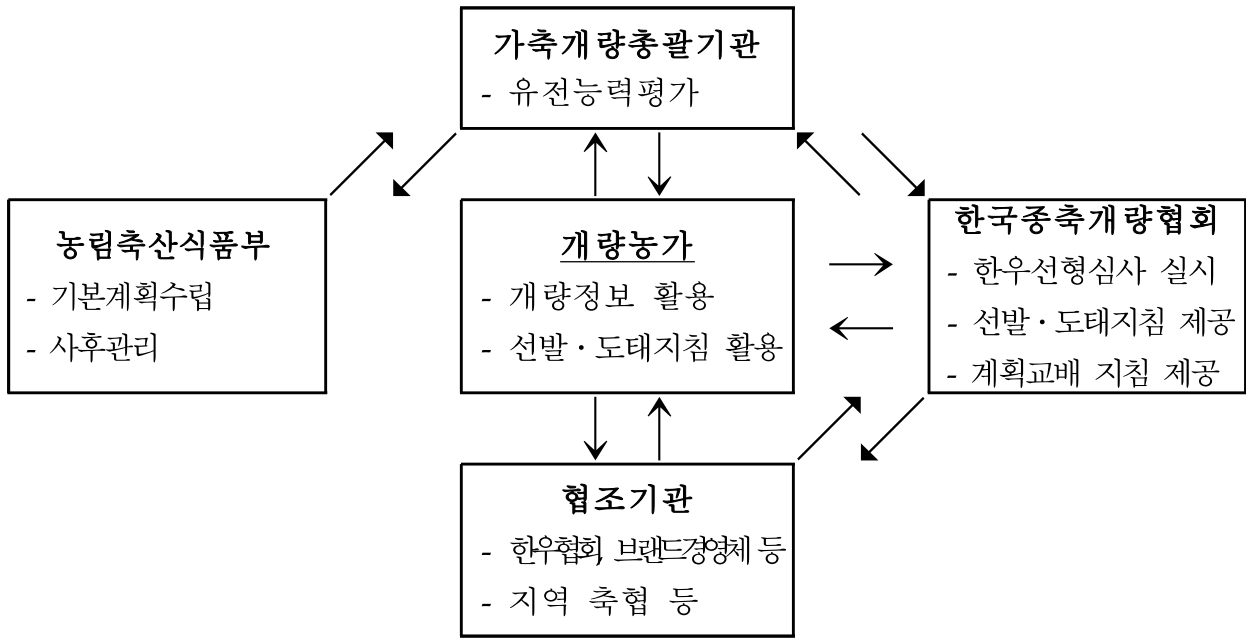 가축개량총괄기관
- 유전능력평가
농림축산식품부
- 기본계획수립
- 사후관리
개량농가
- 개량정보 활용
- 선발·도태지침 활용
한국종축개량협회
- 한우선형심사 실시
- 선발·도태지침 제공
- 계획교배 지침 제공
협조기관
- 한우협회, 브랜드경영체 등
- 지역 축협 등